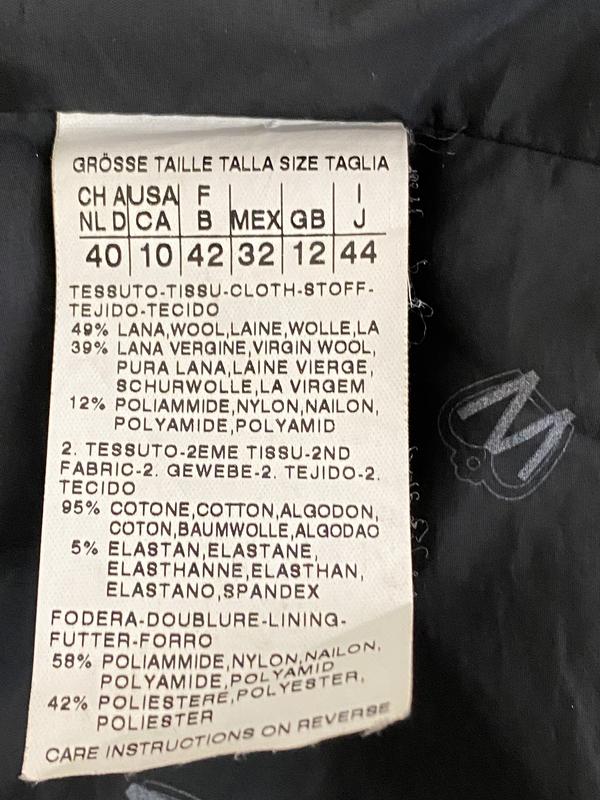 GRÖSSE TAILLE TALLA SIZE TAGLIA
CH A USA F I
NL D CA B MEX GB J
40 10 42 32 12 44
TESSUTO-TISSU-CLOTH-STOFF-
TEJIDO-TECIDO
49% LANA,WOOL,LAINE,WOLLE,LA
39% LANA VERGINE,VIRGIN WOOL,
PURA LANA,LAINE VIERGE,
SCHURWOLLE,LA VIRGEM
12% POLIAMMIDE,NYLON,NAILON,
POLYAMIDE,POLYAMID
2. TESSUTO-2EME TISSU-2ND
FABRIC-2. GEWEBE-2. TEJIDO-2.
TECIDO
95% COTONE,COTTON,ALGODON,
COTON,BAUMWOLLE,ALGODAO
5% ELASTAN,ELASTANE,
ELASTHANNE,ELASTHAN,
ELASTANO,SPANDEX
FODERA-DOUBLURE-LINING-
FUTTER-FORRO
58% POLIAMMIDE,NYLON,NAILON,
POLYAMIDE,POLYAMID
42% POLIESTERE,POLYESTER,
POLIESTER
CARE INSTRUCTIONS ON REVERSE
M